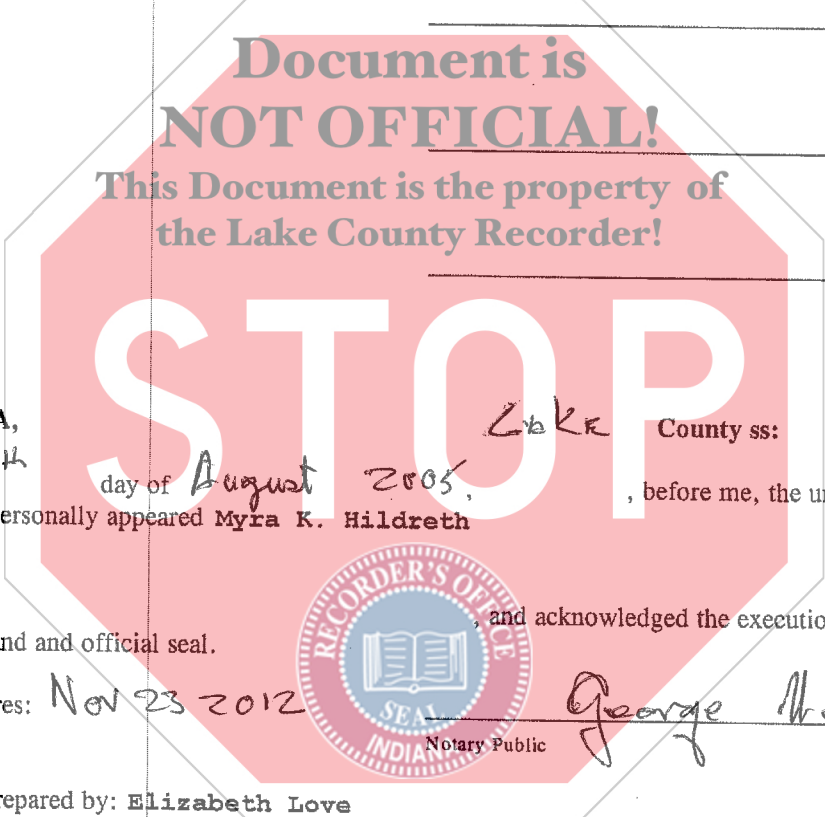 Document is
NOT OFFICIAL!
This Document is the property of
the Lake County Recorder!
STOP
A,
Lake County ss:
th day of August 2005, , before me, the un
ersonally appeared Myra K. Hildreth
, and acknowledged the executio
nd and official seal.
RECORDER'S OFFICE
SEAL
INDIANA
res: Nov 23 2012
George
Notary Public
repared by: Elizabeth Love